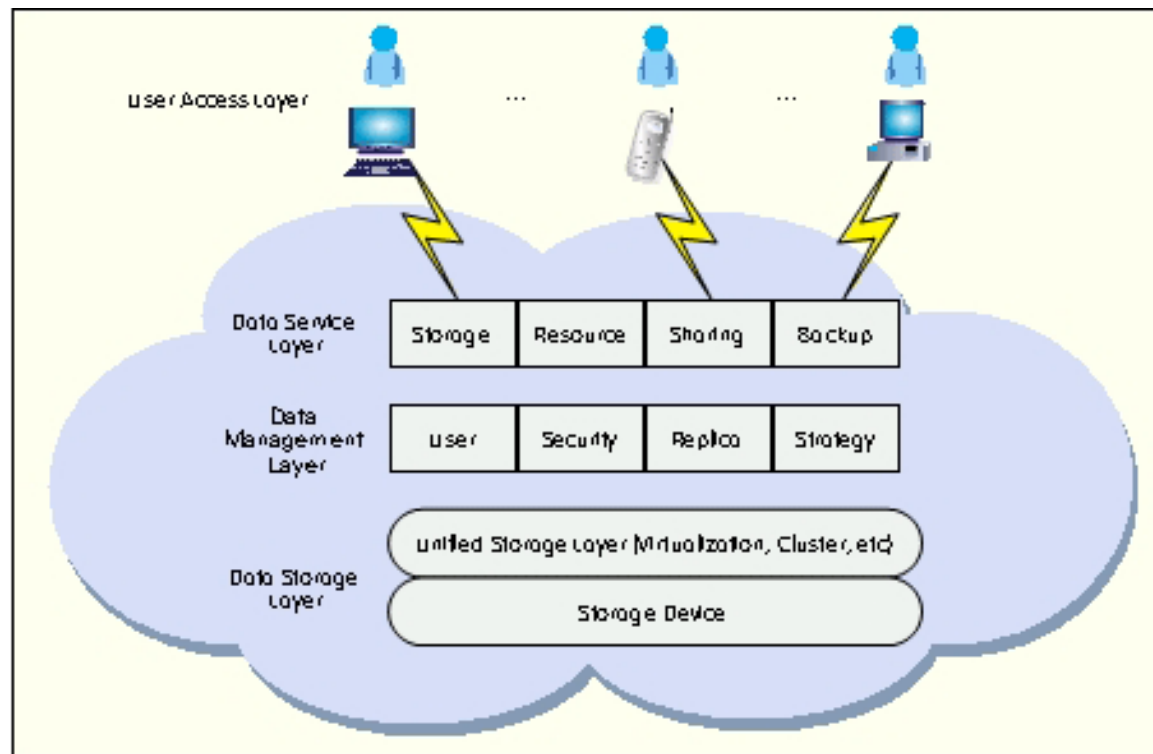 User Access Layer
...
...
Data Service
Layer
Storage
Resource
Sharing
Backup
Data
Management
Layer
User
Security
Replica
Strategy
Data Storage
Layer
Unified Storage Layer (Virtualization, Cluster, etc)
Storage Device